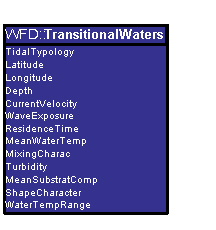 WFD::TransitionalWaters
TidalTypology
Latitude
Longitude
Depth
CurrentVelocity
WaveExposure
ResidenceTime
MeanWaterTemp
MixingCharac
Turbidity
MeanSubstratComp
ShapeCharacter
WaterTempRange